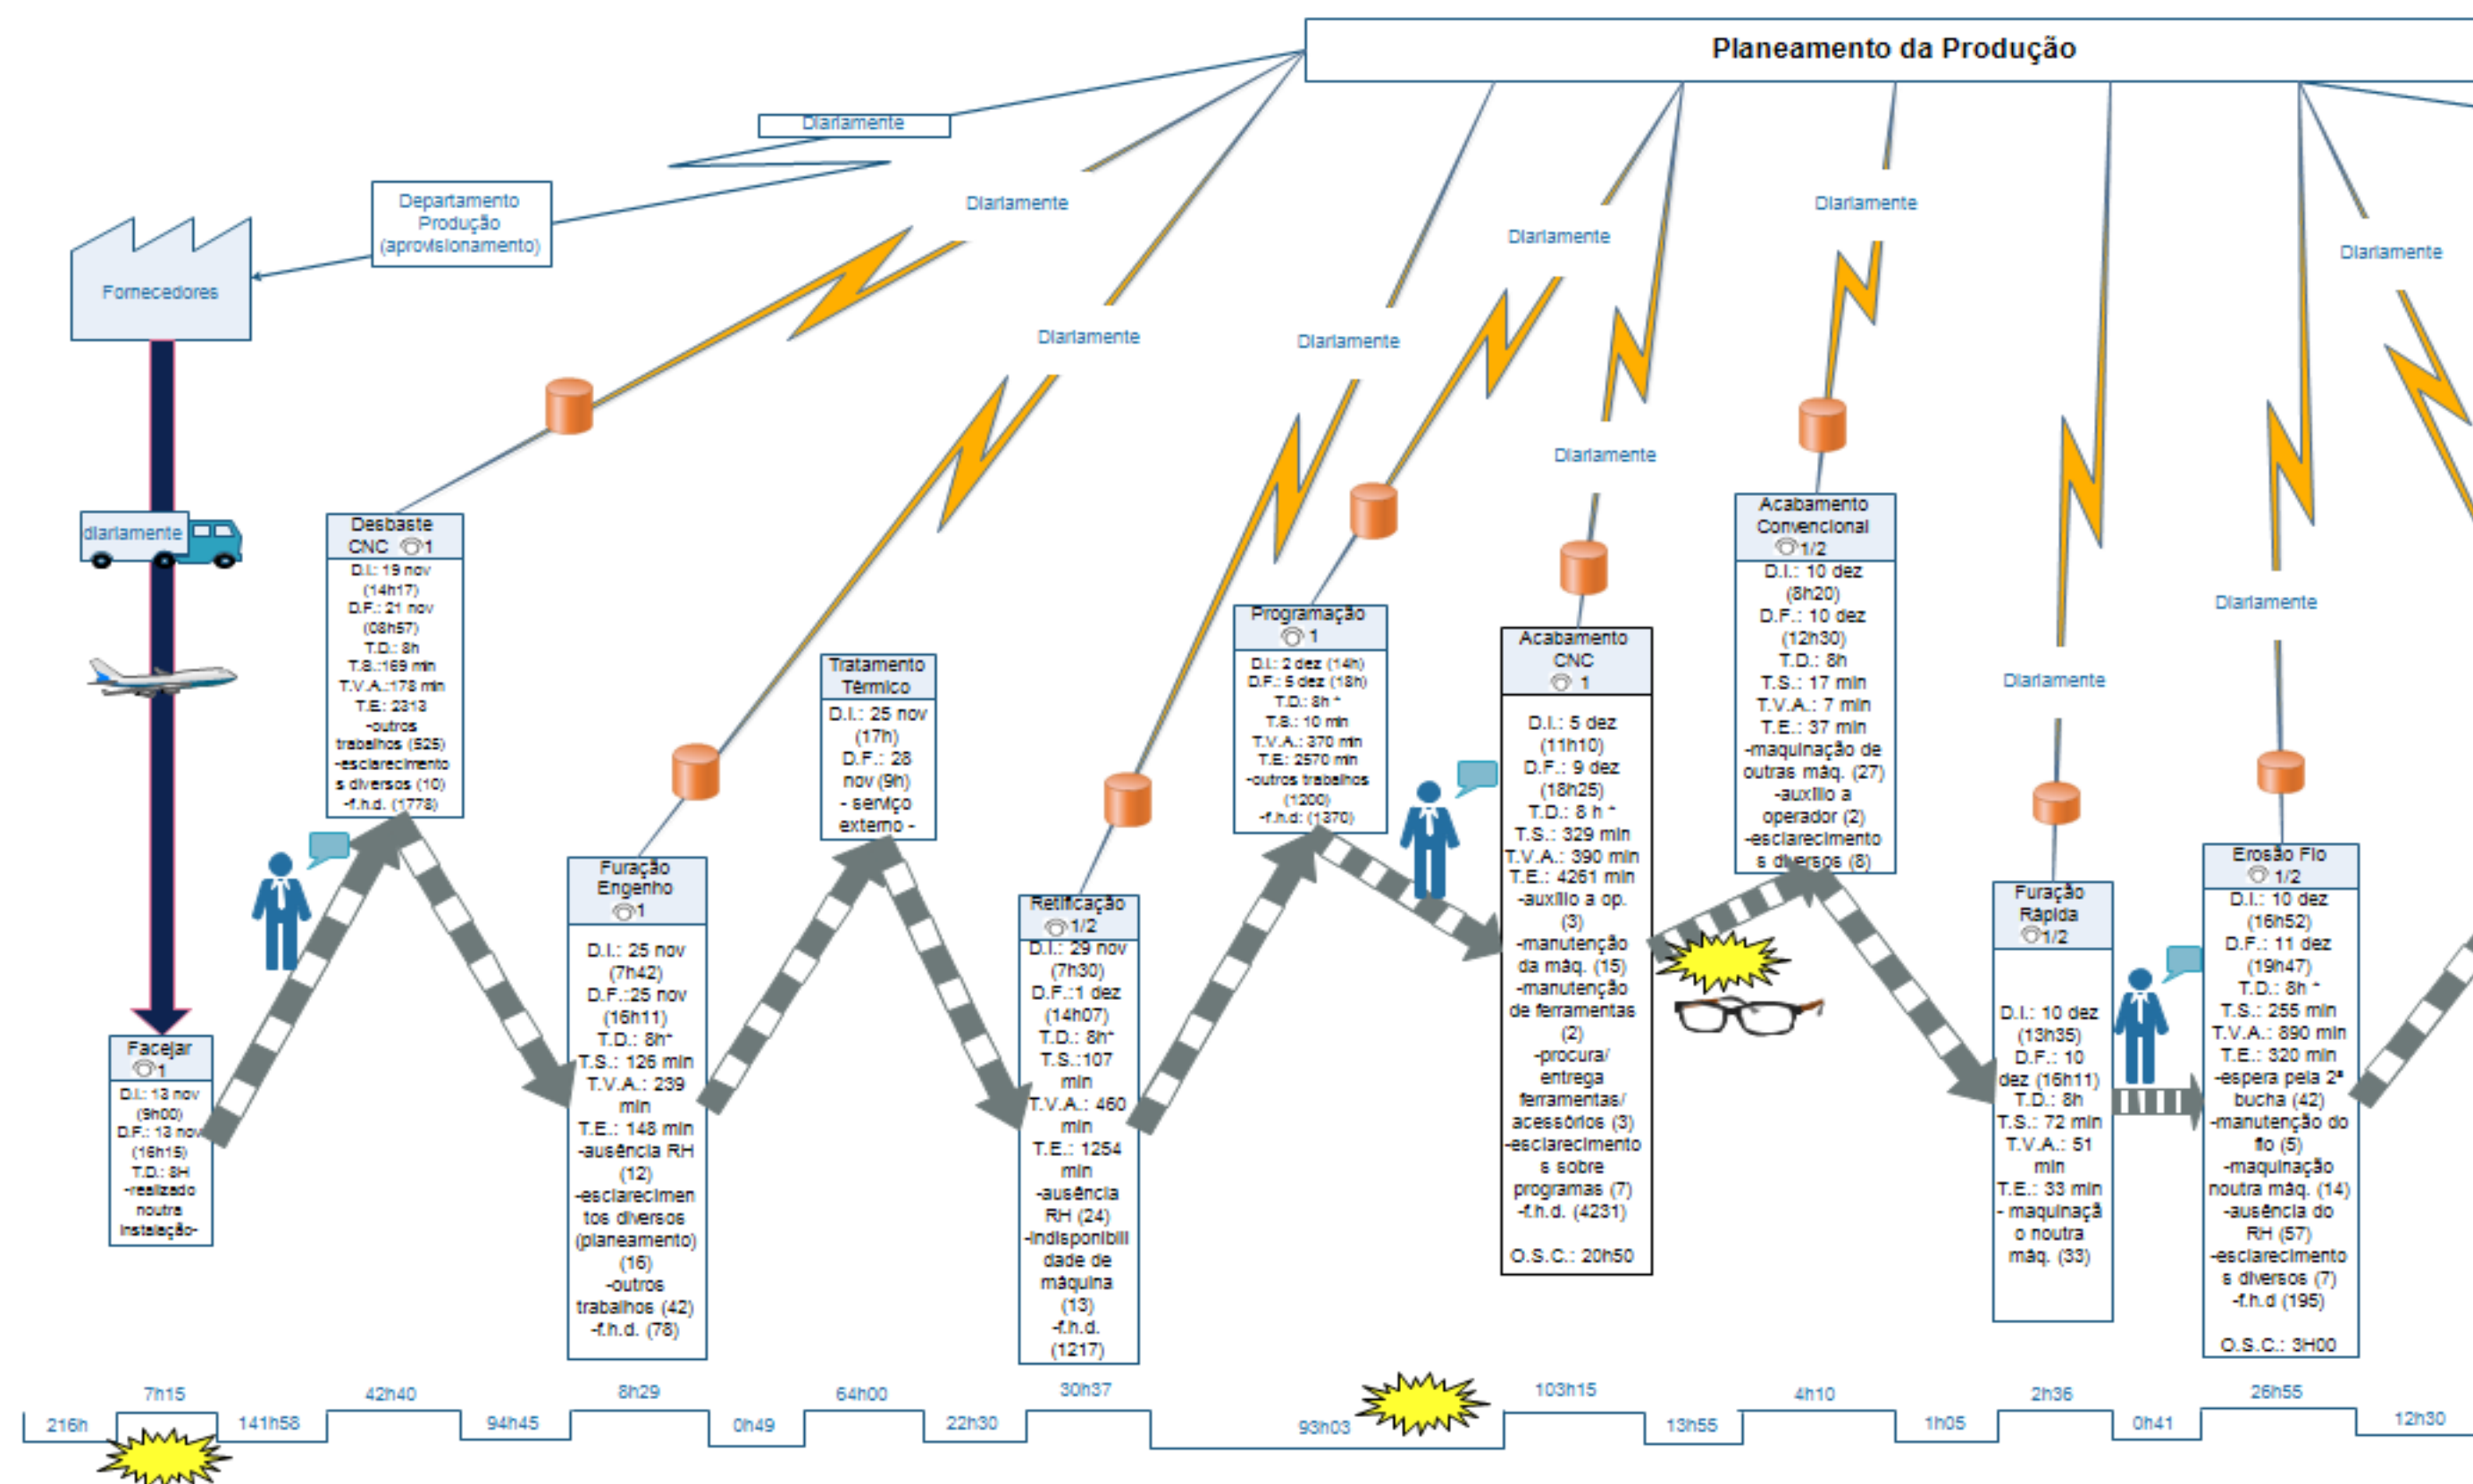 Planeamento da Produção
Diariamente
Departamento
Produção
(aprovisionamento)
Fornecedores
Diariamente
Diariamente
Diariamente
Diariamente
Diariamente
Diariamente
Diariamente
Diariamente
Diariamente
diariamente
Facejar
1
D.I.: 13 nov
(9h00)
D.F.: 13 nov
(16h15)
T.D.: 8H
-realizado
noutra
instalação-
Desbaste
CNC 1
D.I.: 19 nov
(14h17)
D.F.: 21 nov
(08h57)
T.D.: 8h
T.S.:169 min
T.V.A.:178 min
T.E.: 2313
-outros
trabalhos (525)
-esclarecimento
s diversos (10)
-f.h.d. (1778)
Furação
Engenho
1
D.I.: 25 nov
(7h42)
D.F.:25 nov
(16h11)
T.D.: 8h*
T.S.: 126 min
T.V.A.: 239
min
T.E.: 148 min
-ausência RH
(12)
-esclarecimen
tos diversos
(planeamento)
(16)
-outros
trabalhos (42)
-f.h.d. (78)
Tratamento
Térmico
D.I.: 25 nov
(17h)
D.F.: 28
nov (9h)
- serviço
externo -
Retificação
1/2
D.I.: 29 nov
(7h30)
D.F.:1 dez
(14h07)
T.D.: 8h*
T.S.:107
min
T.V.A.: 460
min
T.E.: 1254
min
-ausência
RH (24)
-indisponibili
dade de
máquina
(13)
-f.h.d.
(1217)
Programação
1
D.I.: 2 dez (14h)
D.F.: 5 dez (18h)
T.D.: 8h *
T.S.: 10 min
T.V.A.: 370 min
T.E: 2570 min
-outros trabalhos
(1200)
-f.h.d: (1370)
Acabamento
CNC
1
D.I.: 5 dez
(11h10)
D.F.: 9 dez
(18h25)
T.D.: 8 h *
T.S.: 329 min
T.V.A.: 390 min
T.E.: 4261 min
-auxílio a op.
(3)
-manutenção
da máq. (15)
-manutenção
de ferramentas
(2)
-procura/
entrega
ferramentas/
acessórios (3)
-esclarecimento
s sobre
programas (7)
-f.h.d. (4231)
O.S.C.: 20h50
Acabamento
Convencional
1/2
D.I.: 10 dez
(8h20)
D.F.: 10 dez
(12h30)
T.D.: 8h
T.S.: 17 min
T.V.A.: 7 min
T.E.: 37 min
-maquinação de
outras máq. (27)
-auxílio a
operador (2)
-esclarecimento
s diversos (8)
Furação
Rápida
1/2
D.I.: 10 dez
(13h35)
D.F.: 10
dez (16h11)
T.D.: 8h
T.S.: 72 min
T.V.A.: 51
min
T.E.: 33 min
- maquinaçã
o noutra
máq. (33)
Erosão Fio
1/2
D.I.: 10 dez
(16h52)
D.F.: 11 dez
(19h47)
T.D.: 8h *
T.S.: 255 min
T.V.A.: 890 min
T.E.: 320 min
-espera pela 2ª
bucha (42)
-manutenção do
fio (5)
-maquinação
noutra máq. (14)
-ausência do
RH (57)
-esclarecimento
s diversos (7)
-f.h.d (195)
O.S.C.: 3H00
216h
7h15
141h58
42h40
94h45
8h29
0h49
64h00
22h30
30h37
93h03
103h15
13h55
4h10
1h05
2h36
0h41
26h55
12h30